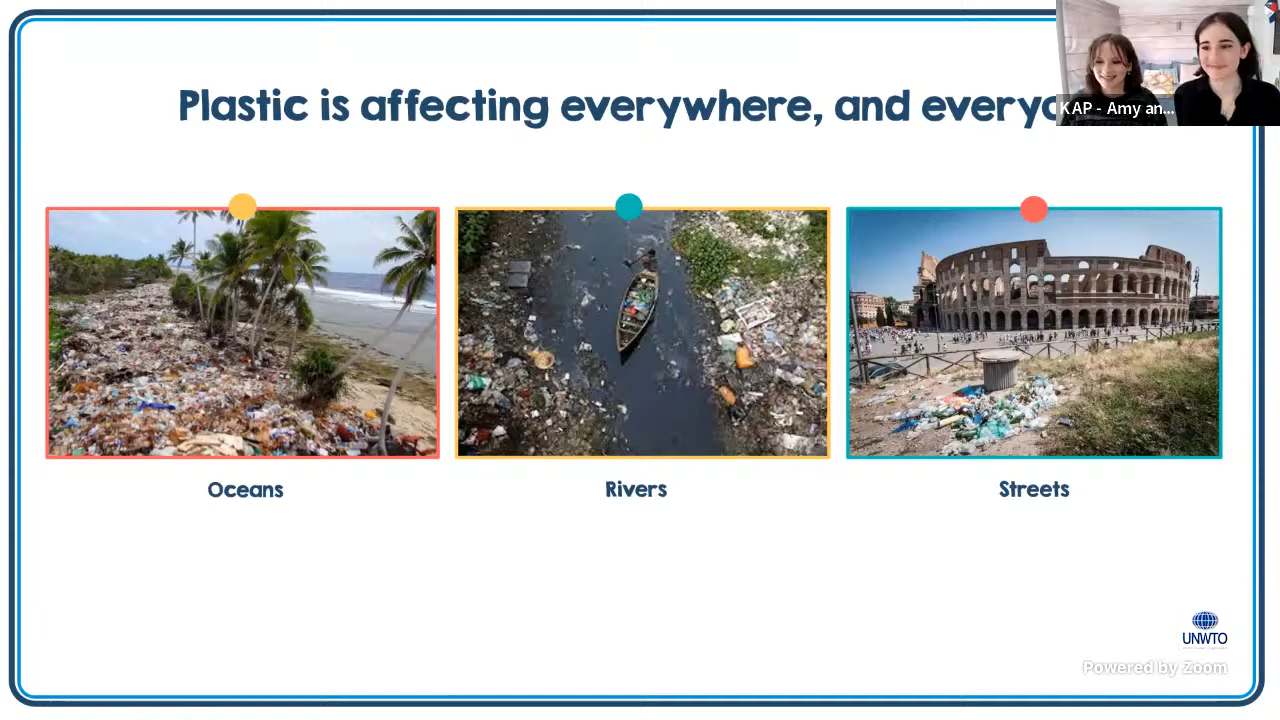 Plastic is affecting everywhere, and everyo
KAP - Amy an...
Oceans
Rivers
Streets
UNWTO
Powered by Zoom